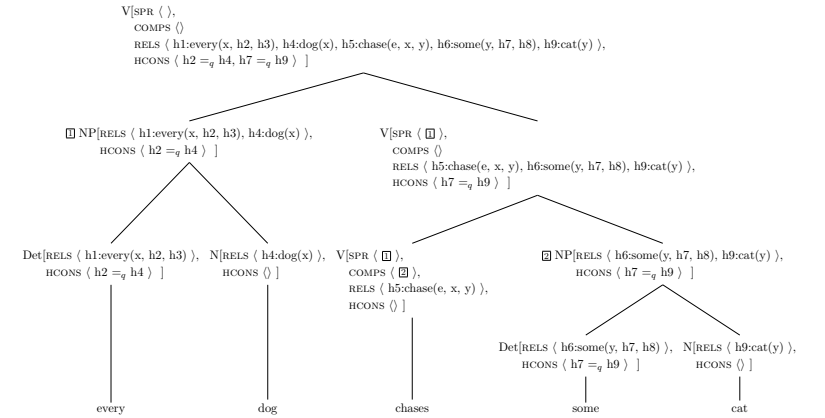 V[SPR ⟨ ⟩,
COMPS ⟨⟩
RELS ⟨ h1:every(x, h2, h3), h4:dog(x), h5:chase(e, x, y), h6:some(y, h7, h8), h9:cat(y) ⟩,
HCONS ⟨ h2 =q h4, h7 =q h9 ⟩ ]
1 NP[RELS ⟨ h1:every(x, h2, h3), h4:dog(x) ⟩,
HCONS ⟨ h2 =q h4 ⟩ ]
V[SPR ⟨ 1 ⟩,
COMPS ⟨⟩
RELS ⟨ h5:chase(e, x, y), h6:some(y, h7, h8), h9:cat(y) ⟩,
HCONS ⟨ h7 =q h9 ⟩ ]
Det[RELS ⟨ h1:every(x, h2, h3) ⟩,
HCONS ⟨ h2 =q h4 ⟩ ]
N[RELS ⟨ h4:dog(x) ⟩,
HCONS ⟨⟩ ]
V[SPR ⟨ 1 ⟩,
COMPS ⟨ 2 ⟩,
RELS ⟨ h5:chase(e, x, y) ⟩,
HCONS ⟨⟩ ]
2 NP[RELS ⟨ h6:some(y, h7, h8), h9:cat(y) ⟩,
HCONS ⟨ h7 =q h9 ⟩ ]
Det[RELS ⟨ h6:some(y, h7, h8) ⟩,
HCONS ⟨ h7 =q h9 ⟩ ]
N[RELS ⟨ h9:cat(y) ⟩,
HCONS ⟨⟩ ]
every dog chases some cat